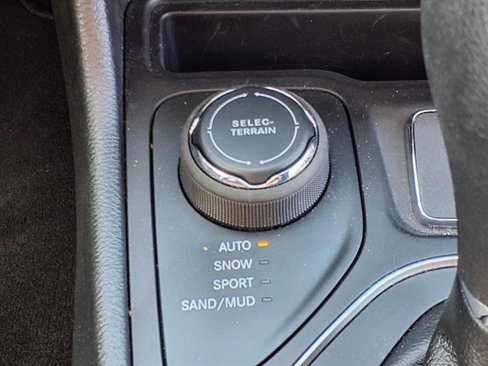 SELEC-
TERRAIN
AUTO
SNOW
SPORT
SAND/MUD